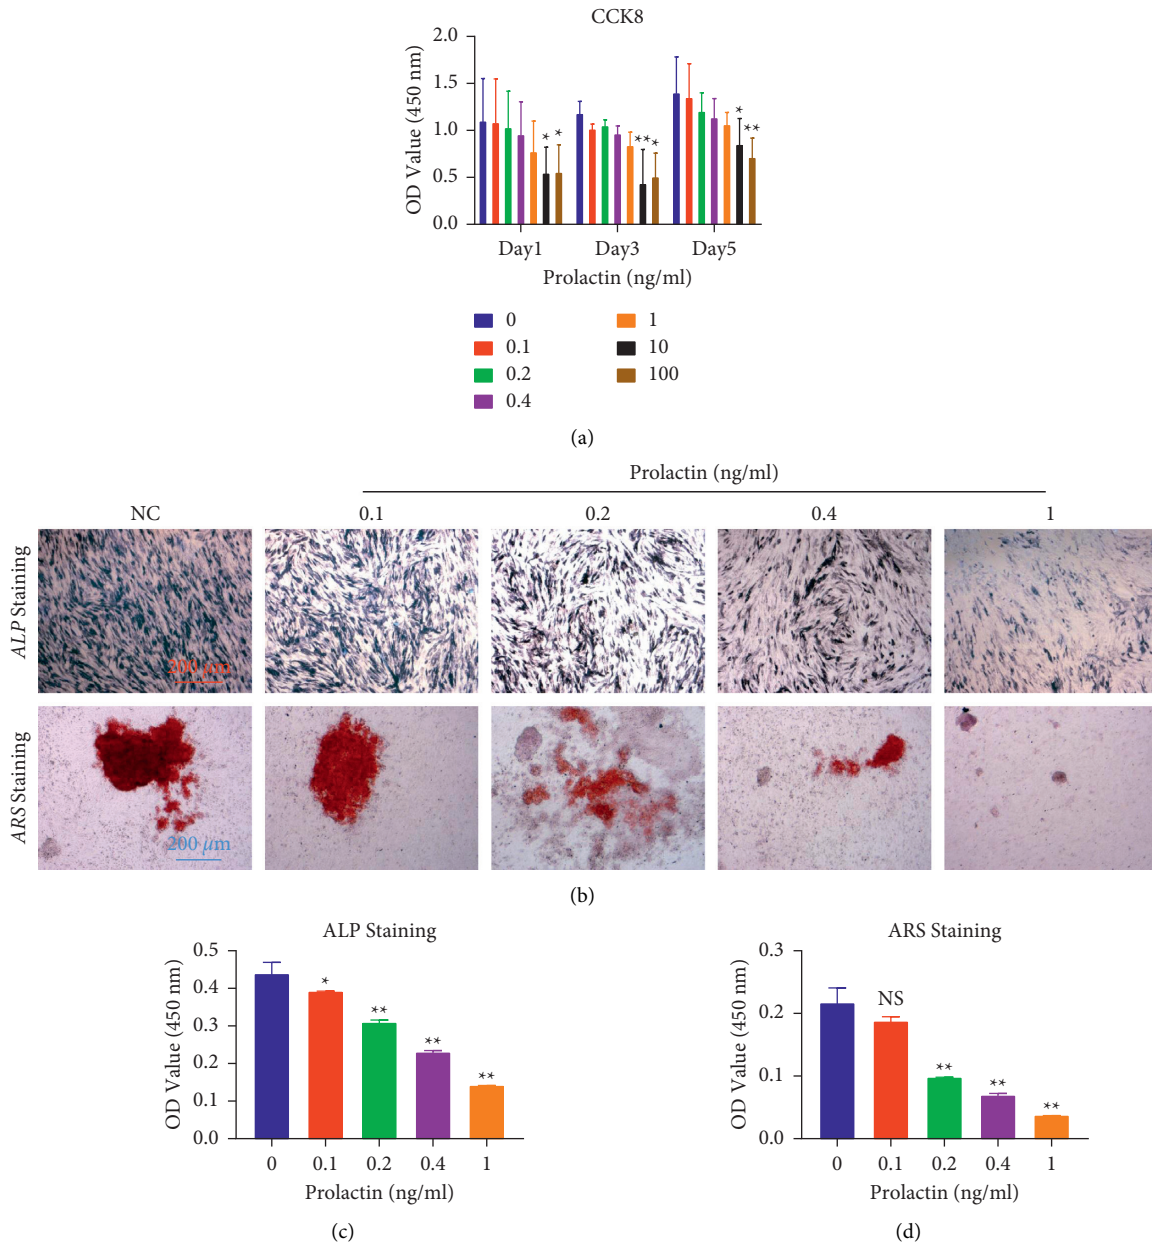 CCK8
OD Value (450 nm)
2.0
1.5
1.0
0.5
0.0
* *
** *
* **
Day1 Day3 Day5
Prolactin (ng/ml)
0 1
0.1 10
0.2 100
0.4
(a)
Prolactin (ng/ml)
NC 0.1 0.2 0.4 1
ALP Staining
200 μm
ARS Staining
200 μm
(b)
ALP Staining
OD Value (450 nm)
0.5
0.4
0.3
0.2
0.1
0.0
* ** ** **
0 0.1 0.2 0.4 1
Prolactin (ng/ml)
(c)
ARS Staining
OD Value (450 nm)
0.3
0.2
0.1
0.0
NS ** ** **
0 0.1 0.2 0.4 1
Prolactin (ng/ml)
(d)